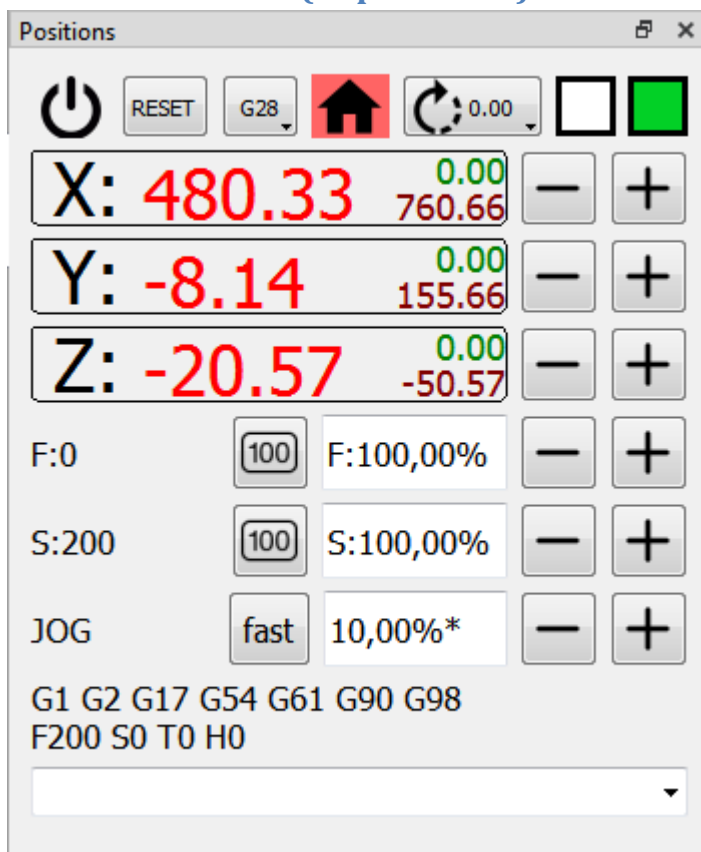 Positions
RESET G28 0.00
X: 480.33 0.00
760.66
Y: -8.14 0.00
155.66
Z: -20.57 0.00
-50.57
F:0 100 F:100,00%
S:200 100 S:100,00%
JOG fast 10,00%*
G1 G2 G17 G54 G61 G90 G98
F200 S0 T0 H0